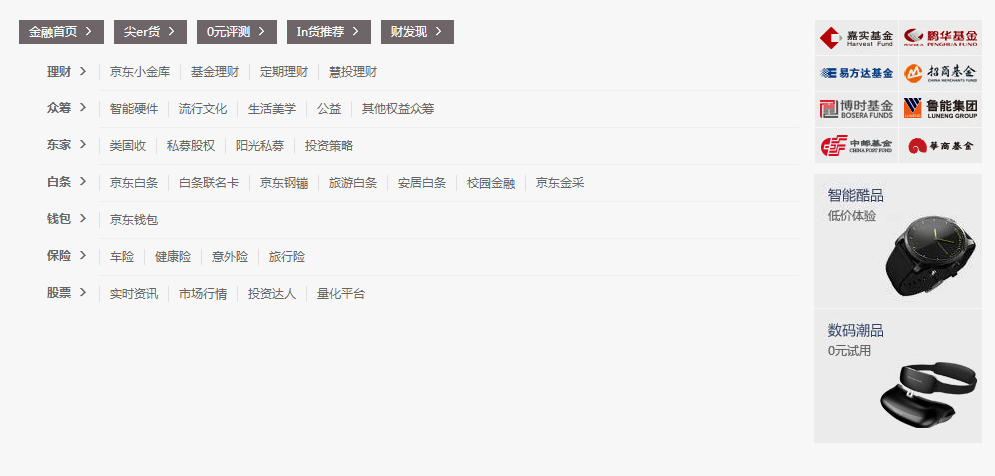 金融首页 > 尖er货 > 0元评测 > In货推荐 > 财发现 >
理财 > 京东小金库 基金理财 定期理财 慧投理财
众筹 > 智能硬件 流行文化 生活美学 公益 其他权益众筹
东家 > 类固收 私募股权 阳光私募 投资策略
白条 > 京东白条 白条联名卡 京东钢镚 旅游白条 安居白条 校园金融 京东金采
钱包 > 京东钱包
保险 > 车险 健康险 意外险 旅行险
股票 > 实时资讯 市场行情 投资达人 量化平台
嘉实基金
Harvest Fund
鹏华基金
PENGHUA FUND
易方达基金
招商基金
CHINA MERCHANTS FUND
博时基金
BOSERA FUNDS
鲁能集团
LUNENG GROUP
中邮基金
CHINA POST FUND
華商基金
智能酷品
低价体验
数码潮品
0元试用